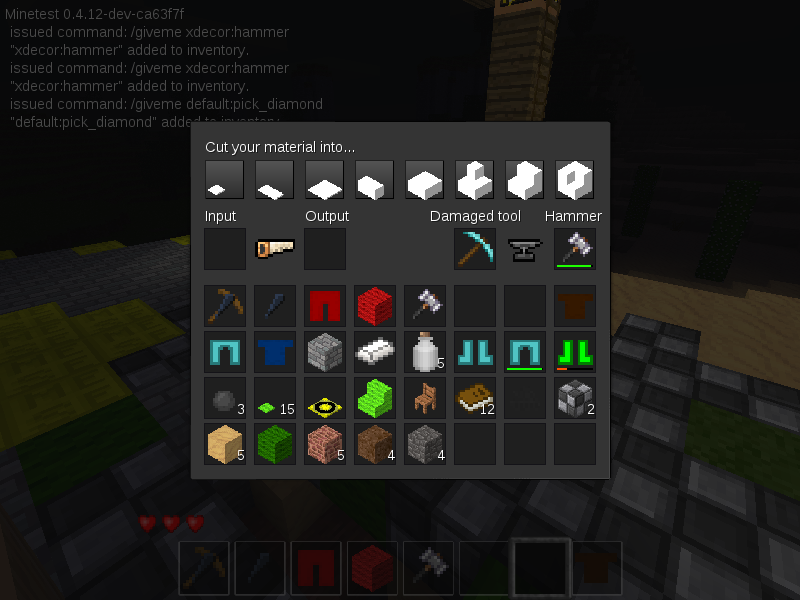 Minetest 0.4.12-dev-ca63f7f
issued command: /giveme xdecor:hammer
"xdecor:hammer" added to inventory.
issued command: /giveme xdecor:hammer
"xdecor:hammer" added to inventory.
issued command: /giveme default:pick_diamond
"default:pick_diamond" added to inventory.
Cut your material into...
Input Output Damaged tool Hammer
5
3 15 12 2
5 5 4 4